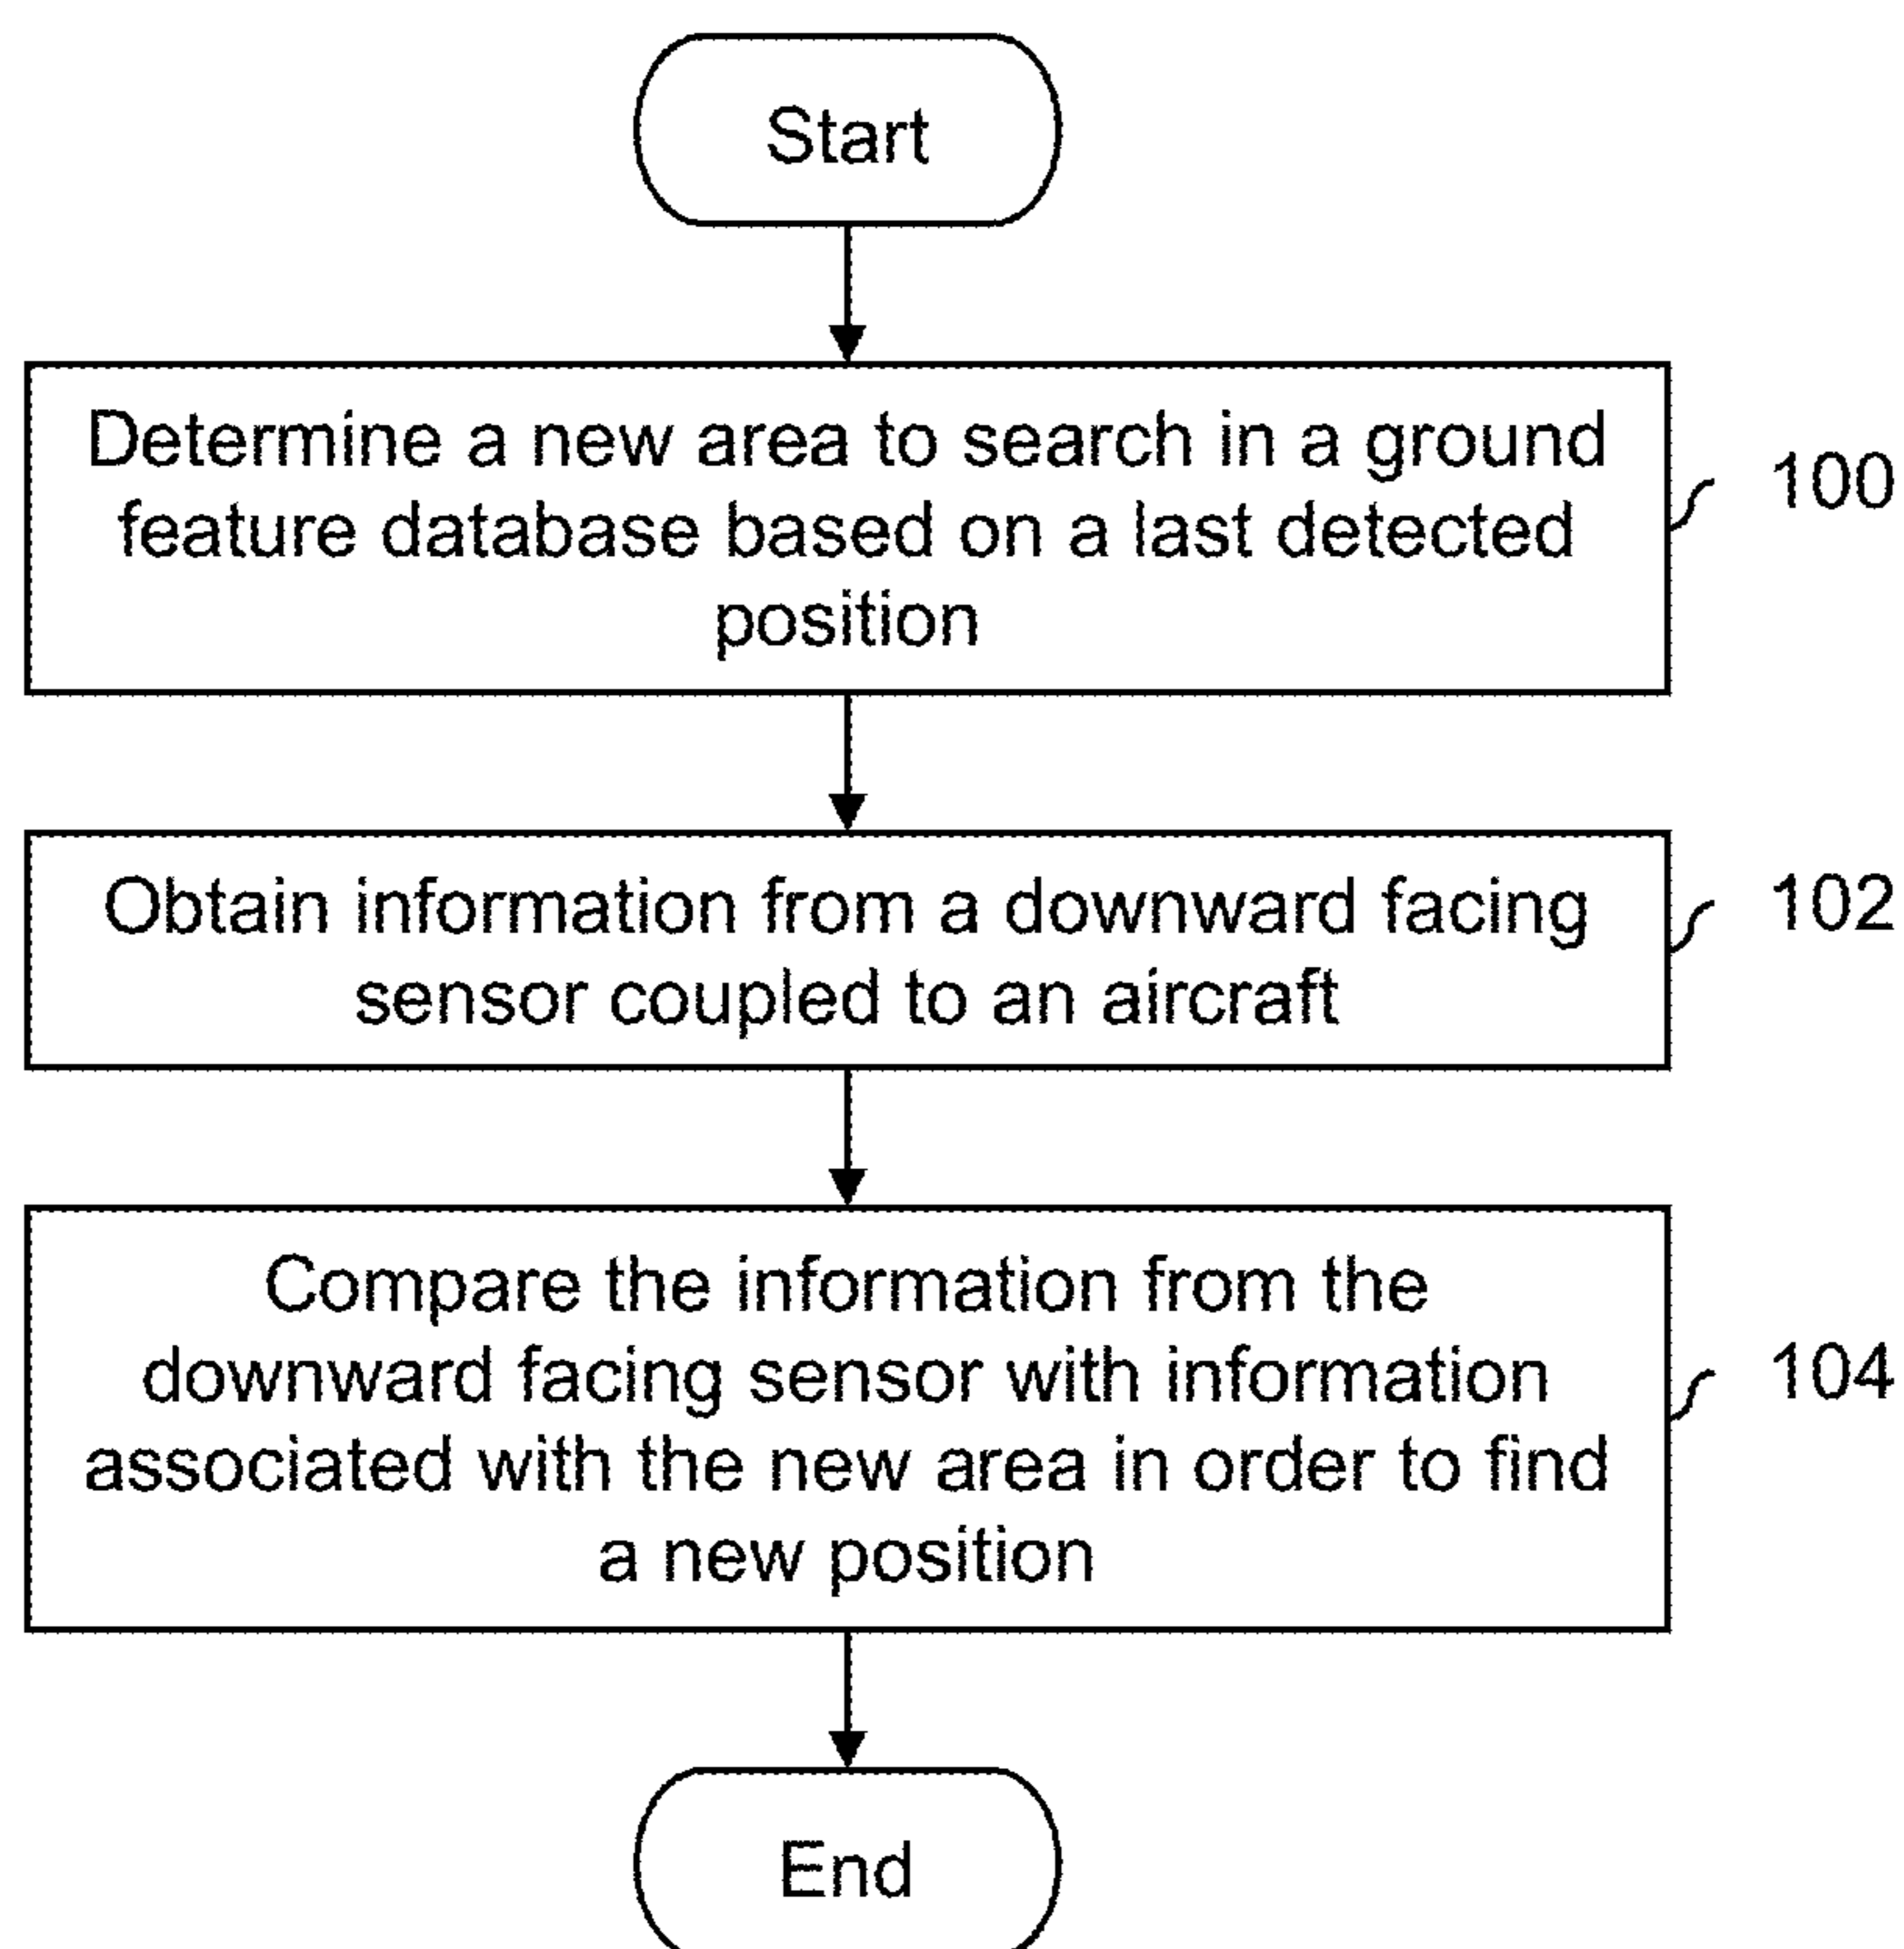 Start
Determine a new area to search in a ground
feature database based on a last detected
position
100
Obtain information from a downward facing
sensor coupled to an aircraft
102
Compare the information from the
downward facing sensor with information
associated with the new area in order to find
a new position
104
End